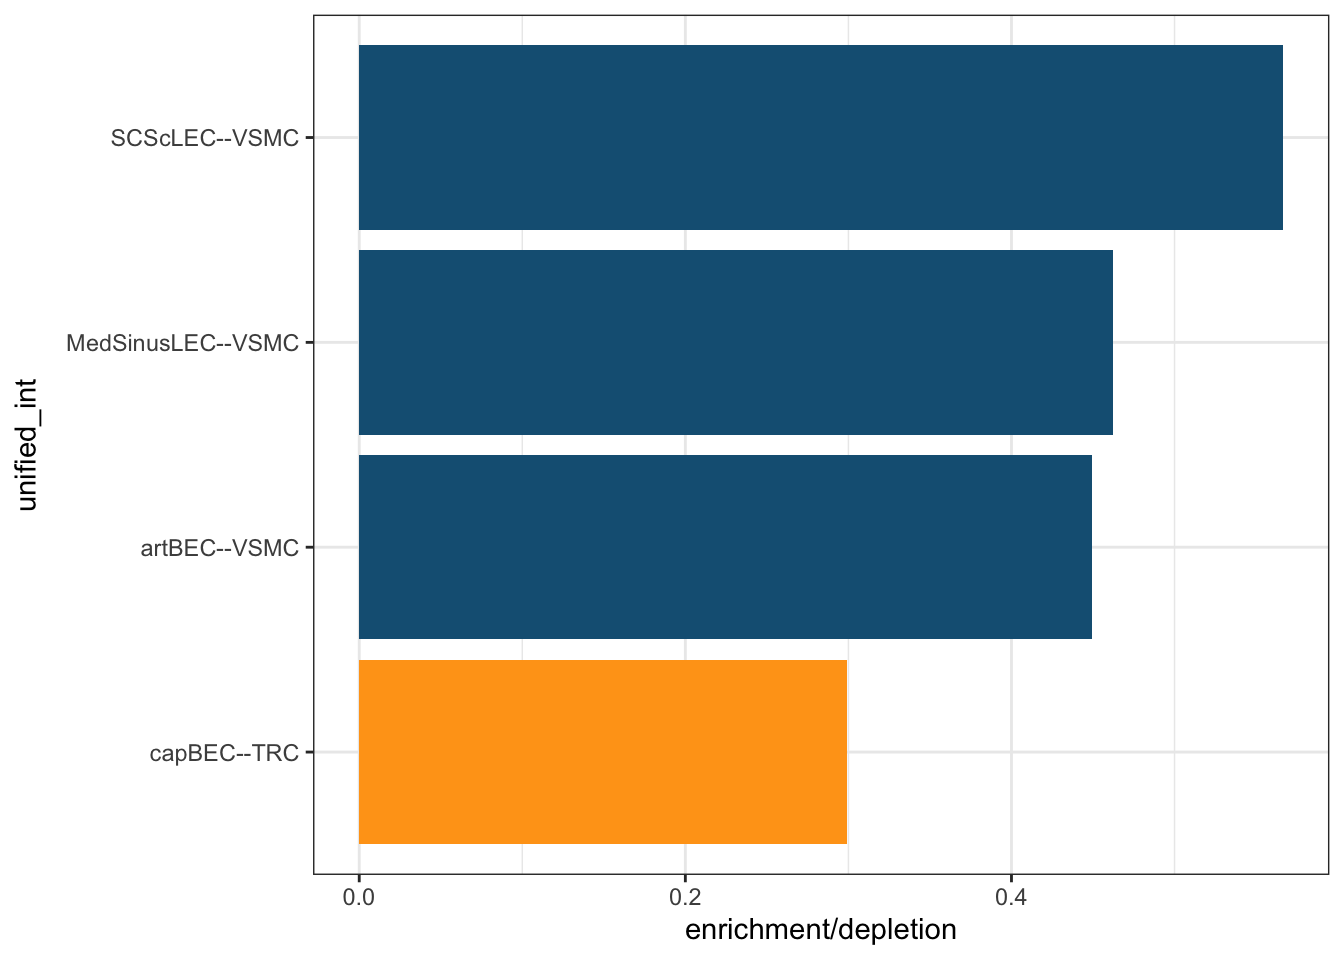 SCScLEC--VSMC
MedSinusLEC--VSMC
artBEC--VSMC
capBEC--TRC
unified_int
0.0
0.2
0.4
enrichment/depletion